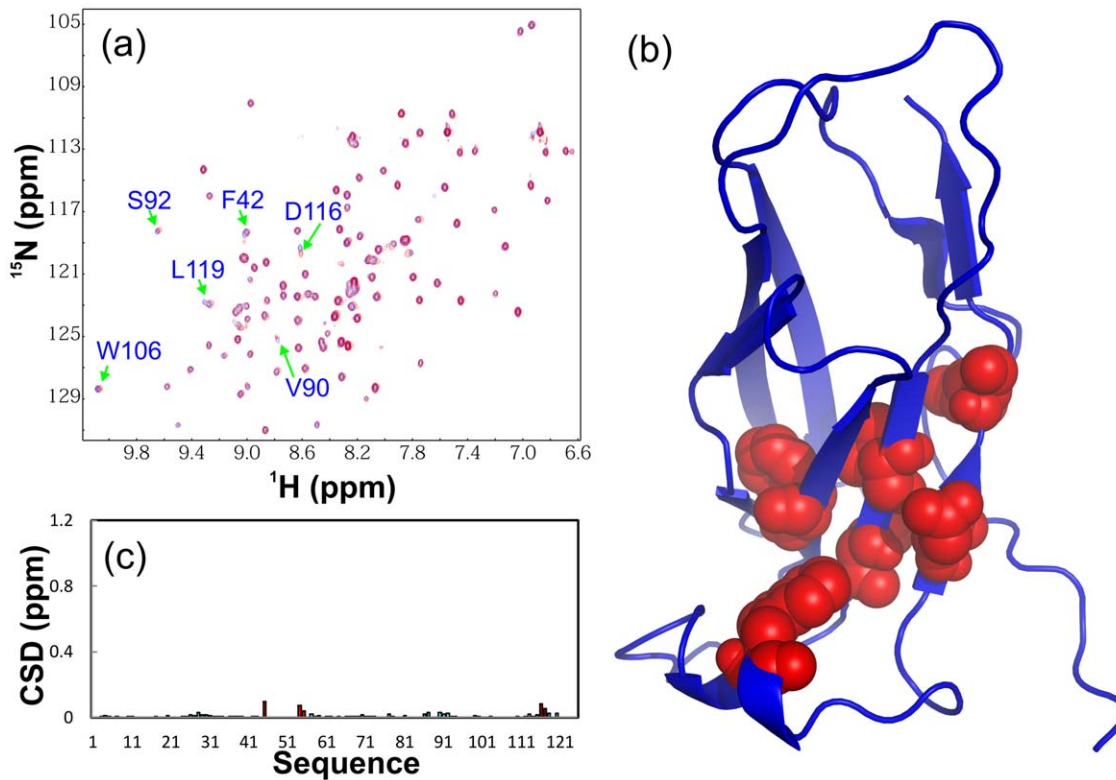 (a)
105
109
113
117
121
125
129
15N (ppm)
S92
F42
D116
L119
W106
V90
9.8 9.4 9.0 8.6 8.2 7.8 7.4 7.0 6.6
1H (ppm)
(b)
(c)
1.2
0.8
0.4
0
CSD (ppm)
1 11 21 31 41 51 61 71 81 91 101 111 121
Sequence